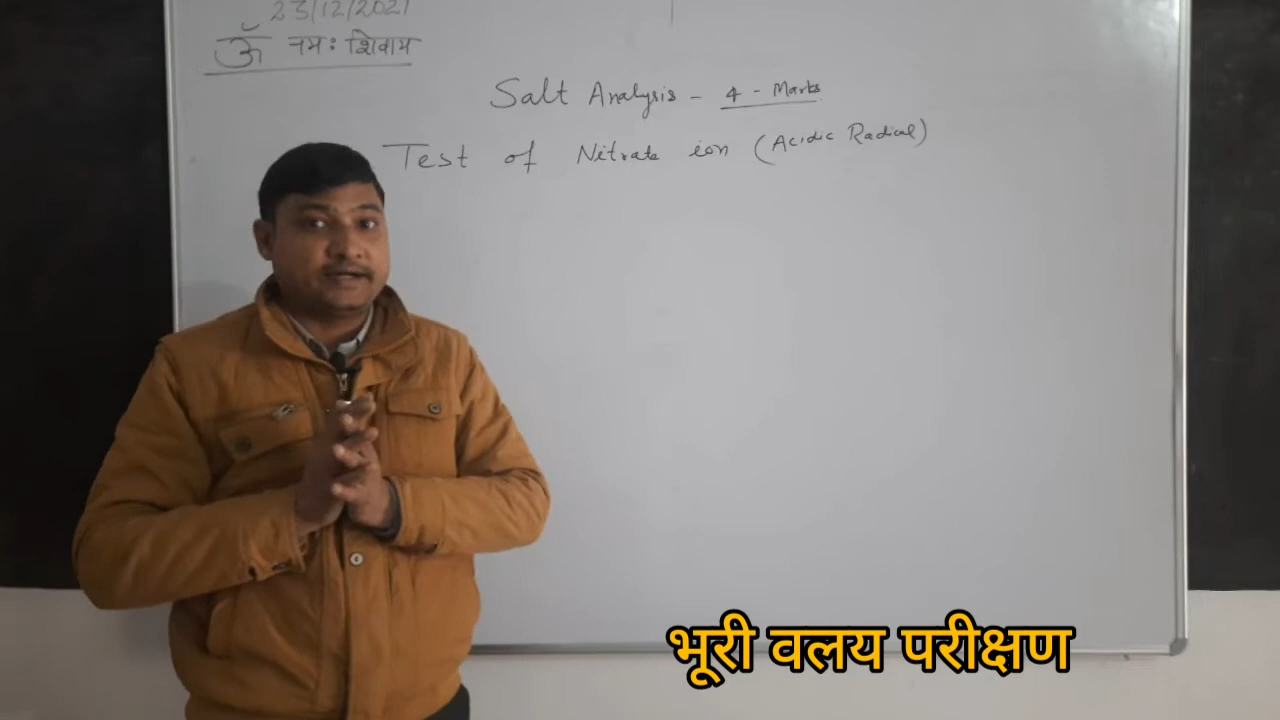 23/12/2021
ॐ नमः शिवाय
Salt Analysis - 4 - Marks
Test of Nitrate ion (Acidic Radical)
भूरी वलय परीक्षण